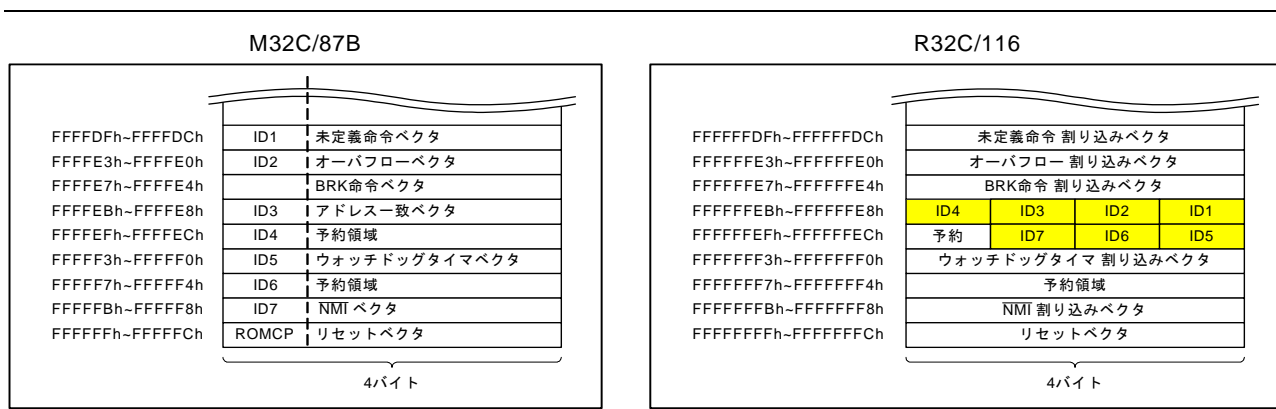 M32C/87B
FFFFDFh~FFFFDCh ID1 未定義命令ベクタ
FFFFE3h~FFFFE0h ID2 オーバフローベクタ
FFFFE7h~FFFFE4h BRK命令ベクタ
FFFFEBh~FFFFE8h ID3 アドレス一致ベクタ
FFFFEFh~FFFFECh ID4 予約領域
FFFFF3h~FFFFF0h ID5 ウォッチドッグタイマベクタ
FFFFF7h~FFFFF4h ID6 予約領域
FFFFFBh~FFFFF8h ID7 NMI ベクタ
FFFFFFh~FFFFFCh ROMCP リセットベクタ
4バイト
R32C/116
FFFFFFDFh~FFFFFFDCh 未定義命令 割り込みベクタ
FFFFFFE3h~FFFFFFE0h オーバフロー 割り込みベクタ
FFFFFFE7h~FFFFFFE4h BRK命令 割り込みベクタ
FFFFFFEBh~FFFFFFE8h ID4 ID3 ID2 ID1
FFFFFFEFh~FFFFFFECh 予約 ID7 ID6 ID5
FFFFFFF3h~FFFFFFF0h ウォッチドッグタイマ 割り込みベクタ
FFFFFFF7h~FFFFFFF4h 予約領域
FFFFFFFBh~FFFFFFF8h NMI 割り込みベクタ
FFFFFFFFh~FFFFFFFCh リセットベクタ
4バイト